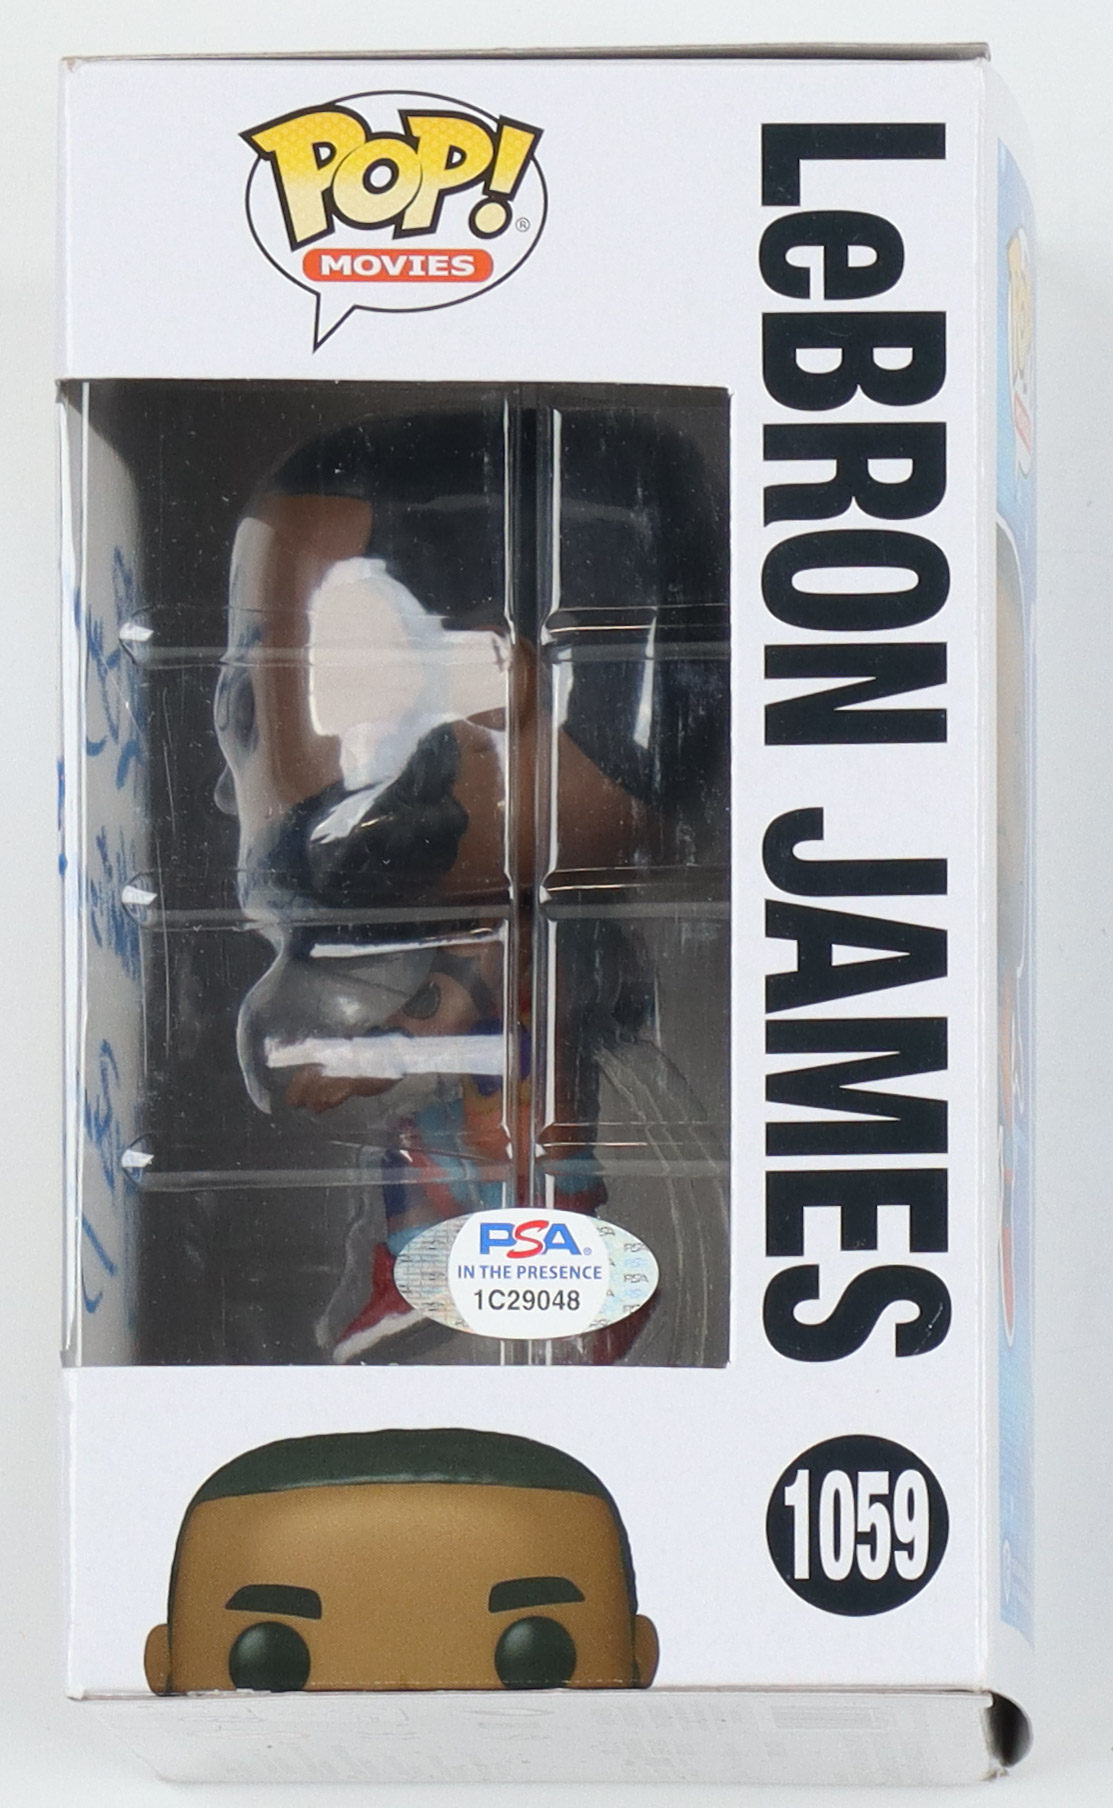 POP!®
MOVIES
LeBRON JAMES
1059
PSA®
IN THE PRESENCE
1C29048